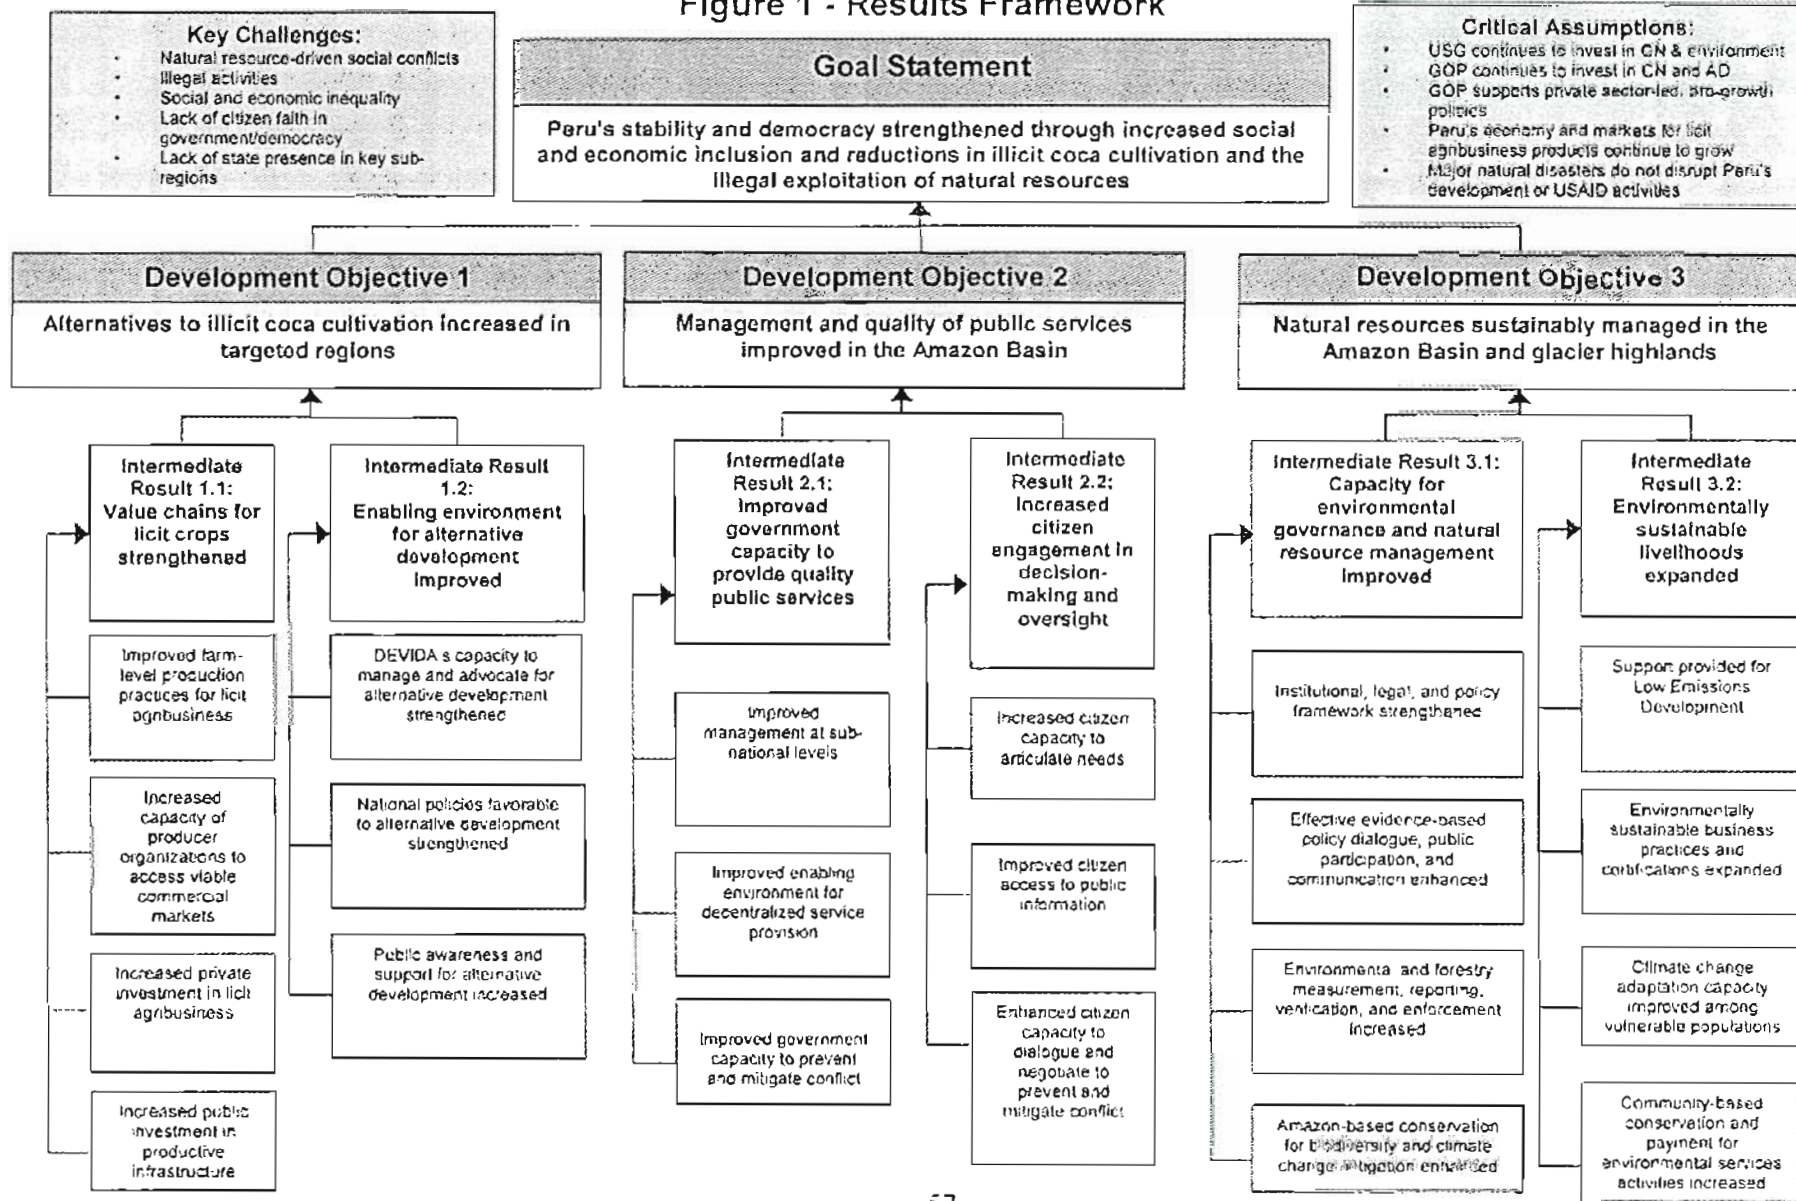 Figure 1 - Results Framework
Key Challenges:
• Natural resource-driven social conflicts
• Illegal activities
• Social and economic inequality
• Lack of citizen faith in
government/democracy
• Lack of state presence in key sub-
regions
Goal Statement
Peru's stability and democracy strengthened through increased social
and economic inclusion and reductions in illicit coca cultivation and the
illegal exploitation of natural resources
Critical Assumptions:
• USG continues to invest in CN & environment
• GOP continues to invest in CN and AD
• GOP supports private sector-led, pro-growth
policies
• Peru's economy and markets for licit
agribusiness products continue to grow
• Major natural disasters do not disrupt Peru's
development or USAID activities
Development Objective 1
Alternatives to illicit coca cultivation increased in
targeted regions
Intermediate
Result 1.1:
Value chains for
licit crops
strengthened
Improved farm-
level production
practices for licit
agribusiness
Increased
capacity of
producer
organizations to
access viable
commercial
markets
Increased private
investment in licit
agribusiness
Increased public
investment in
productive
infrastructure
Intermediate Result
1.2:
Enabling environment
for alternative
development
improved
DEVIDA s capacity to
manage and advocate for
alternative development
strengthened
National policies favorable
to alternative development
strengthened
Public awareness and
support for alternative
development increased
Development Objective 2
Management and quality of public services
improved in the Amazon Basin
Intermediate
Result 2.1:
Improved
government
capacity to
provide quality
public services
Improved
management at sub-
national levels
Improved enabling
environment for
decentralized service
provision
Improved government
capacity to prevent
and mitigate conflict
Intermediate
Result 2.2:
Increased
citizen
engagement in
decision-
making and
oversight
Increased citizen
capacity to
articulate needs
Improved citizen
access to public
information
Enhanced citizen
capacity to
dialogue and
negotiate to
prevent and
mitigate conflict
Development Objective 3
Natural resources sustainably managed in the
Amazon Basin and glacier highlands
Intermediate Result 3.1:
Capacity for
environmental
governance and natural
resource management
improved
Institutional, legal, and policy
framework strengthened
Effective evidence-based
policy dialogue, public
participation, and
communication enhanced
Environmental and forestry
measurement, reporting,
verification, and enforcement
increased
Amazon-based conservation
for biodiversity and climate
change mitigation enhanced
Intermediate
Result 3.2:
Environmentally
sustainable
livelihoods
expanded
Support provided for
Low Emissions
Development
Environmentally
sustainable business
practices and
certifications expanded
Climate change
adaptation capacity
improved among
vulnerable populations
Community-based
conservation and
payment for
environmental services
activities increased